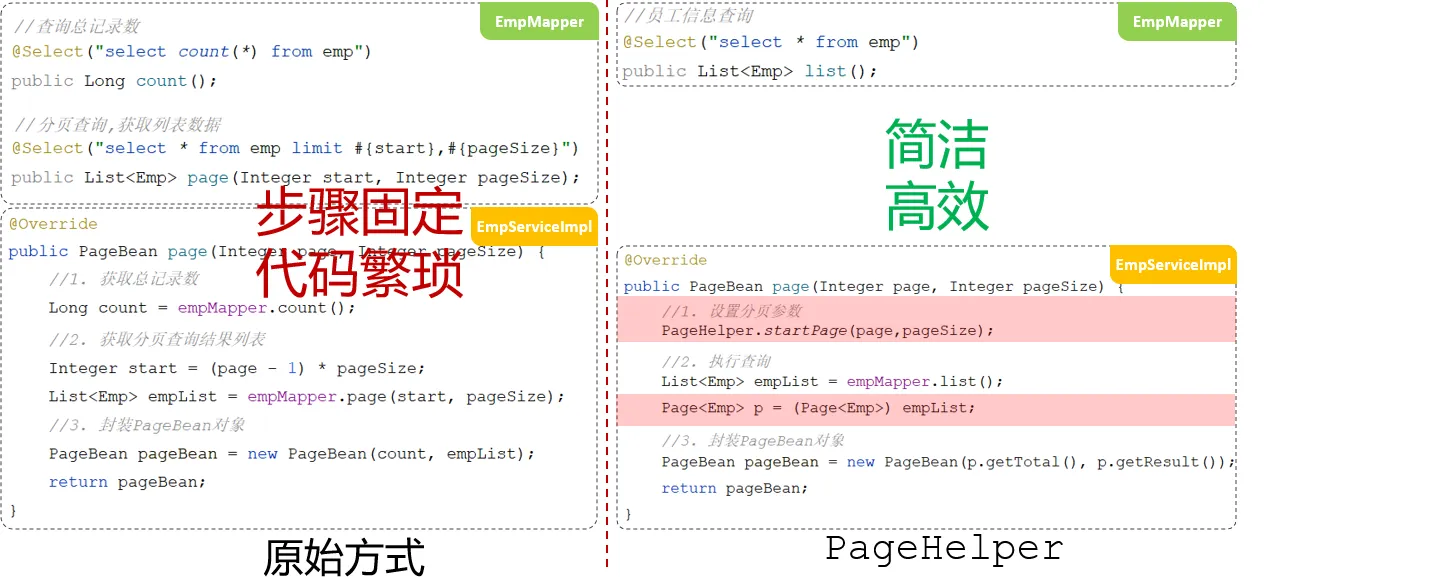 //查询总记录数
EmpMapper
@Select("select count(*) from emp")
public Long count();
//分页查询,获取列表数据
@Select("select * from emp limit #{start},#{pageSize}")
public List<Emp> page(Integer start, Integer pageSize);
步骤固定
代码繁琐
@Override
EmpServiceImpl
public PageBean page(Integer page, Integer pageSize) {
//1. 获取总记录数
Long count = empMapper.count();
//2. 获取分页查询结果列表
Integer start = (page - 1) * pageSize;
List<Emp> empList = empMapper.page(start, pageSize);
//3. 封装PageBean对象
PageBean pageBean = new PageBean(count, empList);
return pageBean;
}
原始方式
//员工信息查询
EmpMapper
@Select("select * from emp")
public List<Emp> list();
简洁
高效
@Override
EmpServiceImpl
public PageBean page(Integer page, Integer pageSize) {
//1. 设置分页参数
PageHelper.startPage(page,pageSize);
//2. 执行查询
List<Emp> empList = empMapper.list();
Page<Emp> p = (Page<Emp>) empList;
//3. 封装PageBean对象
PageBean pageBean = new PageBean(p.getTotal(), p.getResult());
return pageBean;
}
PageHelper